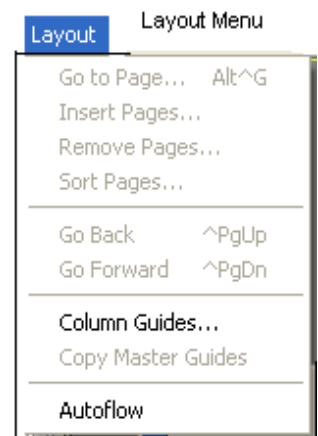 Layout Layout Menu
Go to Page... Alt^G
Insert Pages...
Remove Pages...
Sort Pages...
Go Back ^PgUp
Go Forward ^PgDn
Column Guides...
Copy Master Guides
Autoflow